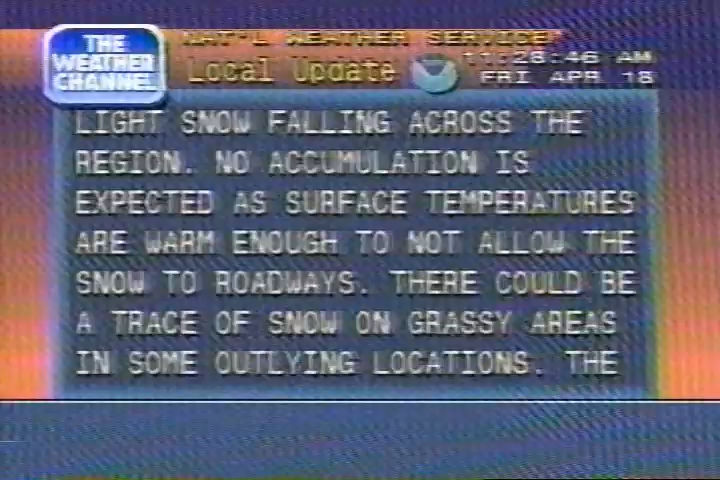 THE
WEATHER
CHANNEL
NAT'L WEATHER SERVICE*
Local Update
11:28:46 AM
FRI APR 18
LIGHT SNOW FALLING ACROSS THE
REGION. NO ACCUMULATION IS
EXPECTED AS SURFACE TEMPERATURES
ARE WARM ENOUGH TO NOT ALLOW THE
SNOW TO ROADWAYS. THERE COULD BE
A TRACE OF SNOW ON GRASSY AREAS
IN SOME OUTLYING LOCATIONS. THE